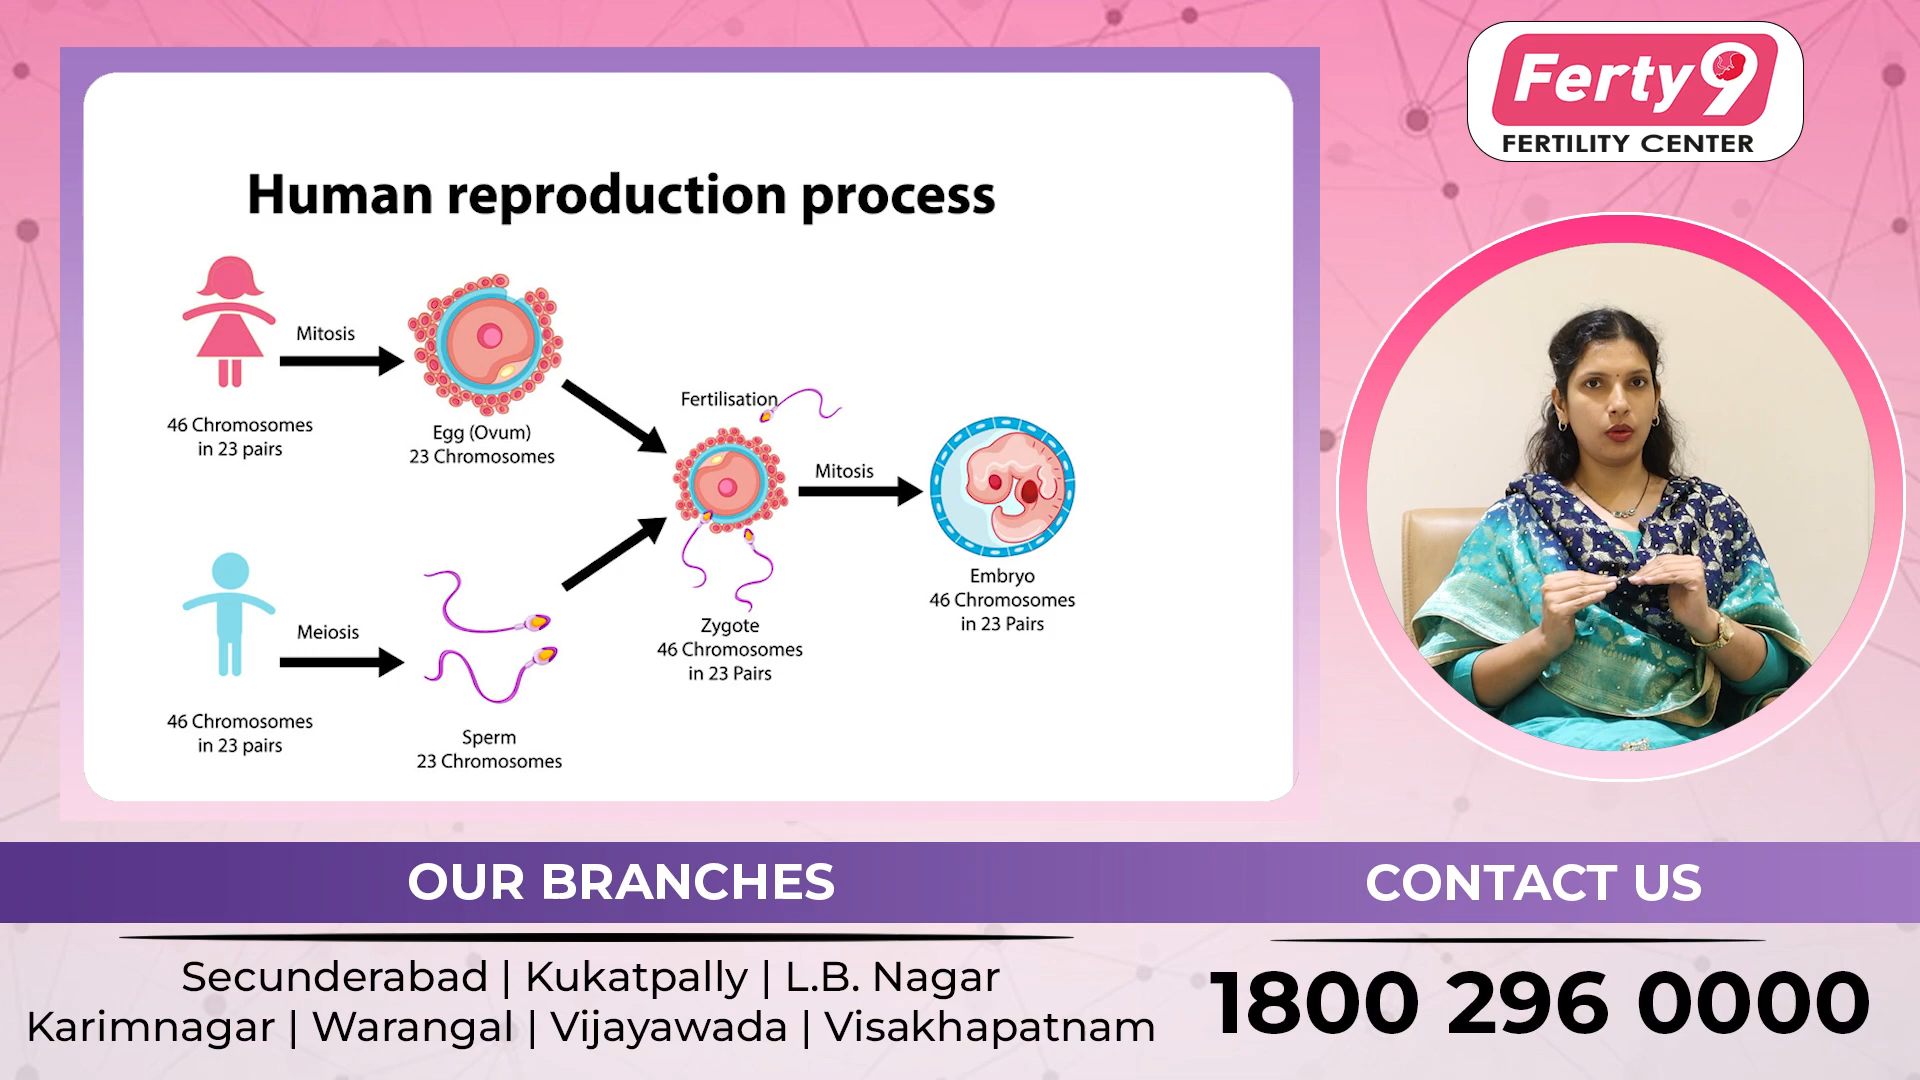 Ferty9
FERTILITY CENTER
Human reproduction process
Mitosis
46 Chromosomes
in 23 pairs
Egg (Ovum)
23 Chromosomes
Fertilisation
Mitosis
Embryo
46 Chromosomes
in 23 Pairs
Zygote
46 Chromosomes
in 23 Pairs
Meiosis
46 Chromosomes
in 23 pairs
Sperm
23 Chromosomes
OUR BRANCHES
Secunderabad | Kukatpally | L.B. Nagar
Karimnagar | Warangal | Vijayawada | Visakhapatnam
CONTACT US
1800 296 0000